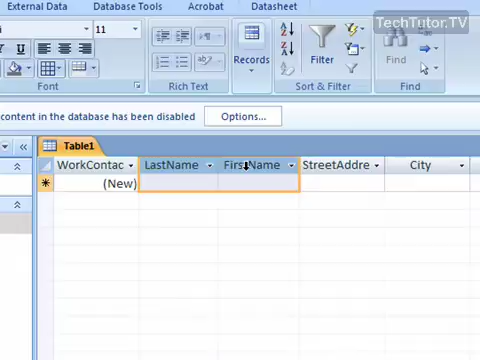 External Data Database Tools Acrobat Datasheet
TechTutor.TV
11
Records
Filter
Find
Rich Text
Sort & Filter
Find
content in the database has been disabled
Options...
Table1
WorkContac LastName FirstName StreetAddre City
(New)